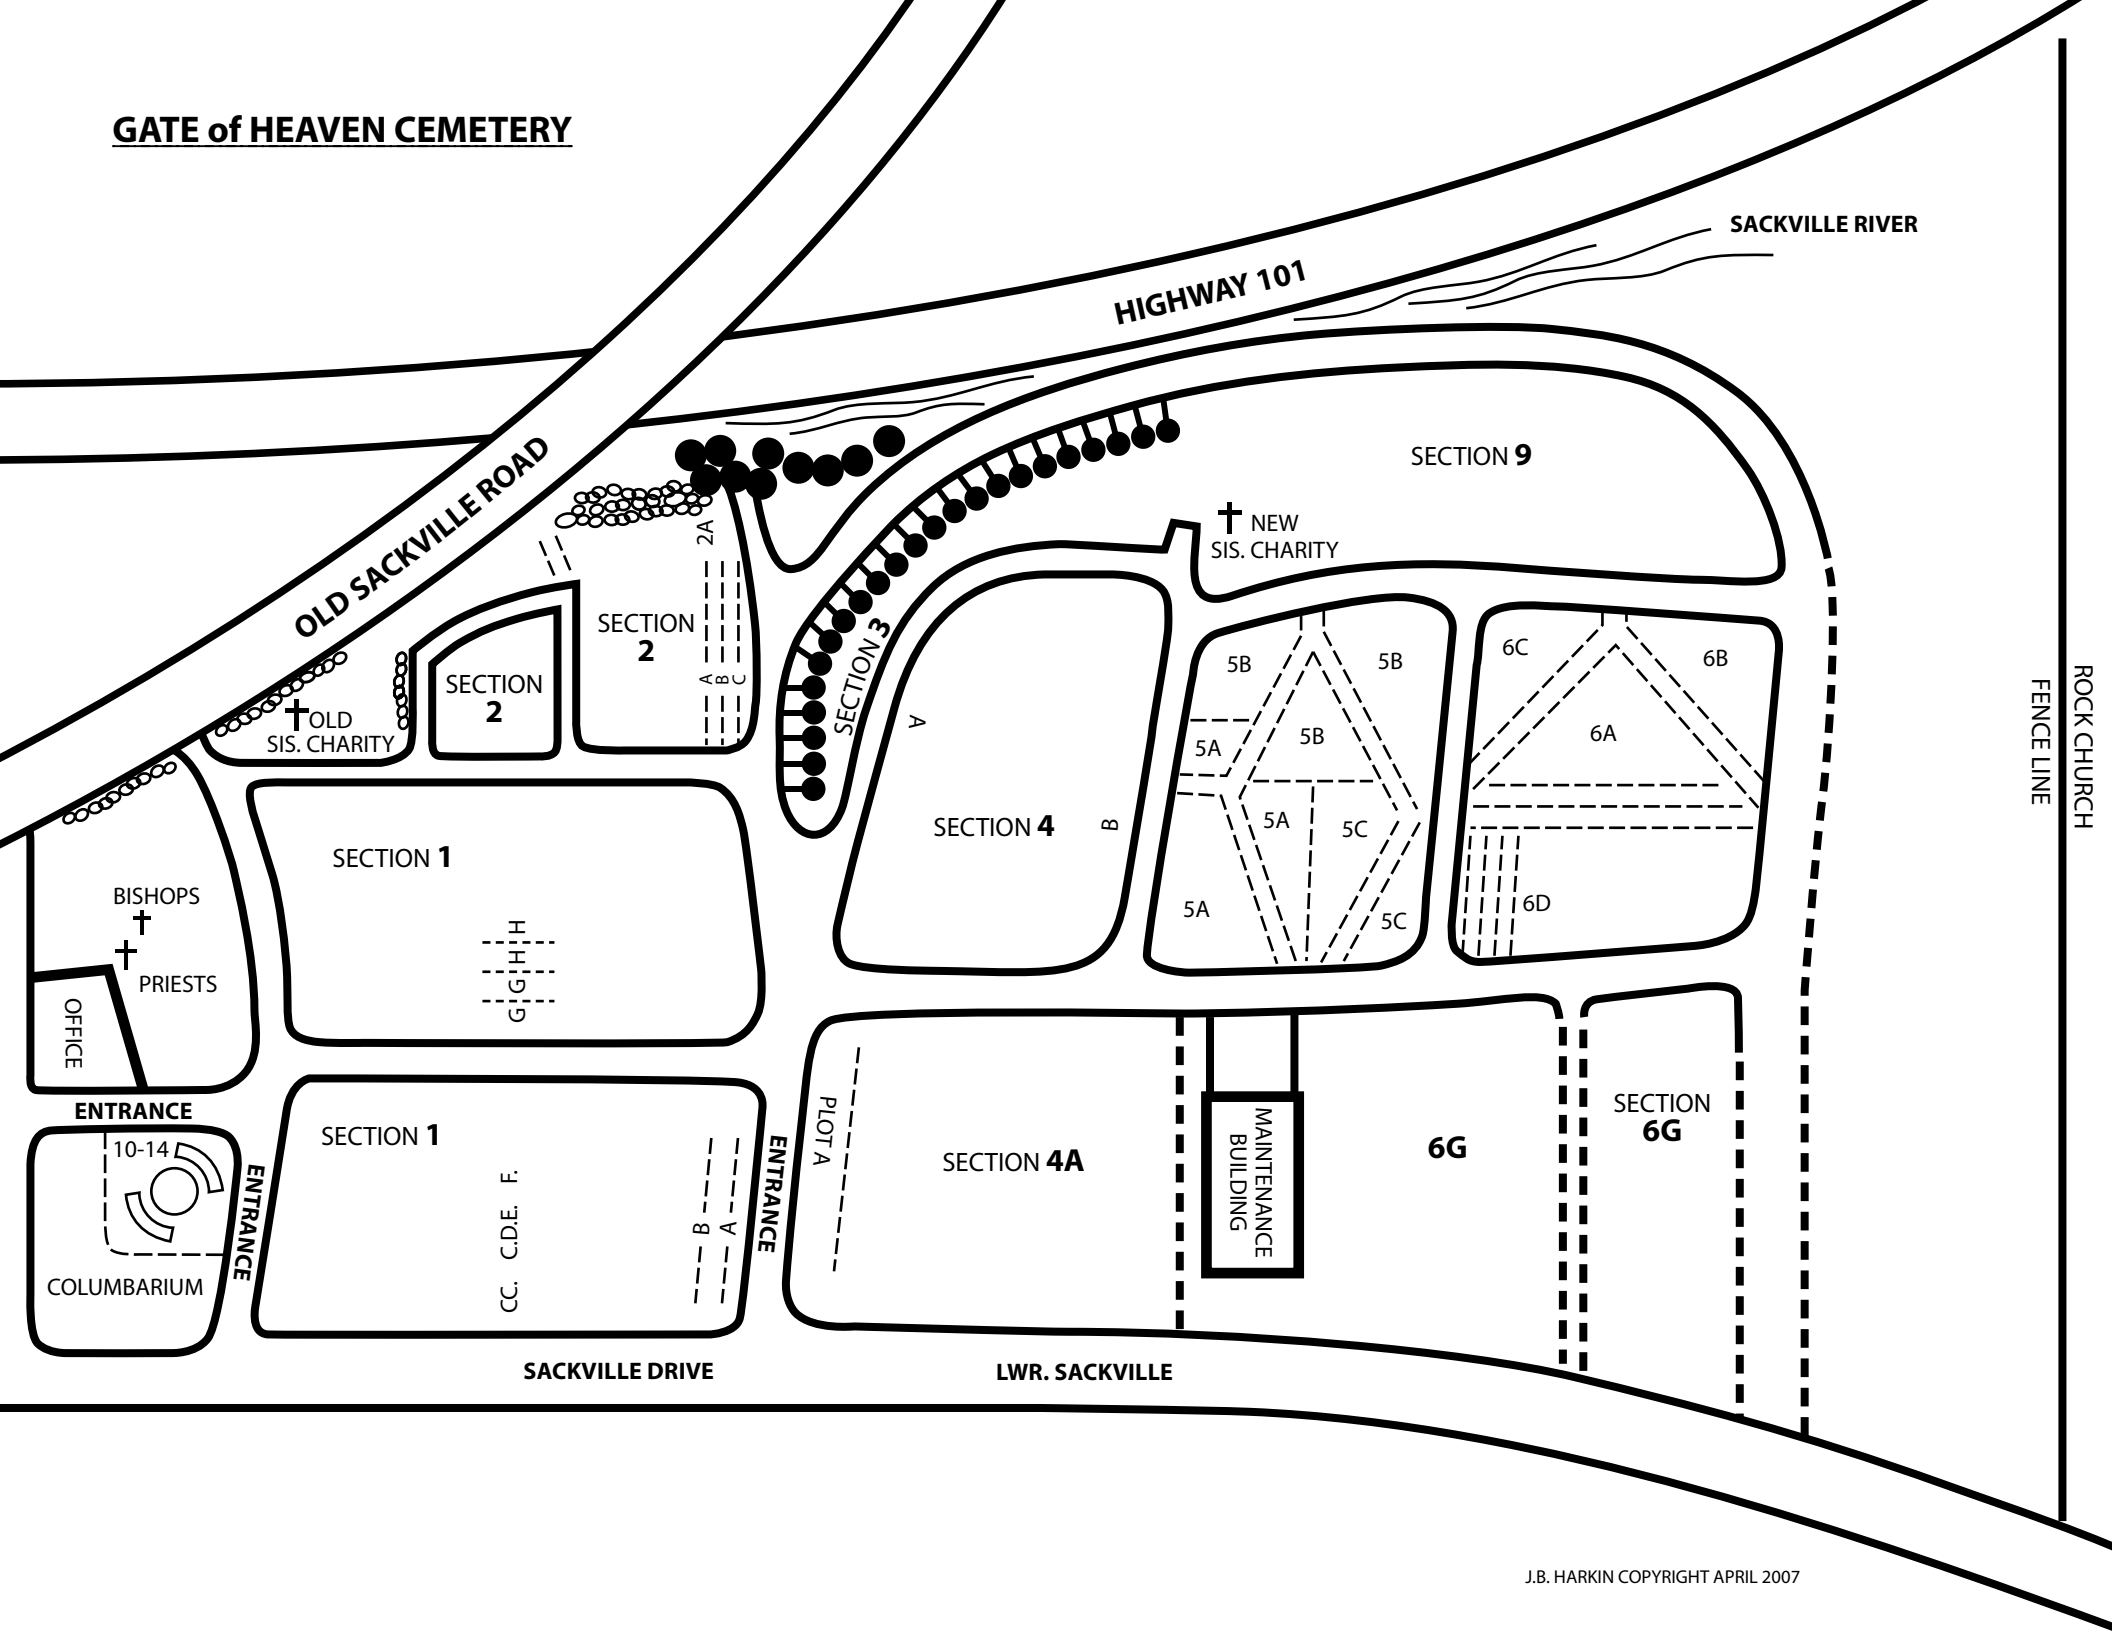 GATE of HEAVEN CEMETERY
SACKVILLE RIVER
HIGHWAY 101
OLD SACKVILLE ROAD
SECTION 9
NEW
SIS. CHARITY
2A
SECTION
2
A
B
C
SECTION
2
OLD
SIS. CHARITY
SECTION 3
A
SECTION 4
B
5B
5B
5A
5B
5A
5C
5A
5C
6C
6B
6A
6D
ROCK CHURCH
FENCE LINE
SECTION 1
H
H
G
G
BISHOPS
PRIESTS
OFFICE
ENTRANCE
10-14
COLUMBARIUM
ENTRANCE
SECTION 1
CC. C.D.E. F.
B
A
ENTRANCE
PLOT A
SECTION 4A
MAINTENANCE
BUILDING
6G
SECTION
6G
SACKVILLE DRIVE
LWR. SACKVILLE
J.B. HARKIN COPYRIGHT APRIL 2007